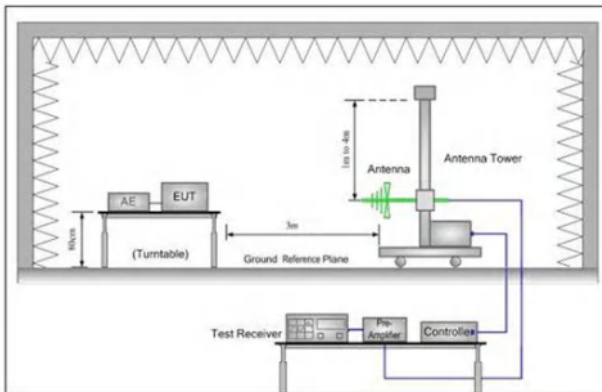 1m to 4m
Antenna
Antenna Tower
AE
EUT
80cm
(Turntable)
3m
Ground Reference Plane
Test Receiver
Pre-
Amplifier
Controller